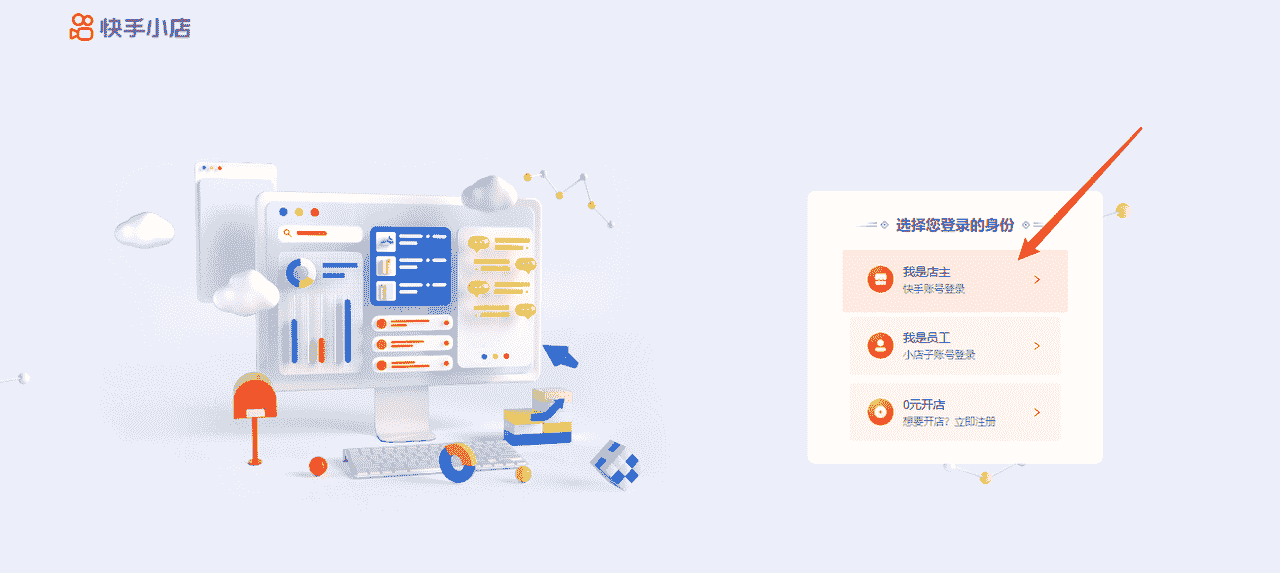 快手小店
选择您登录的身份
我是店主
快手账号登录
我是员工
小店子账号登录
0元开店
想要开店？立即注册